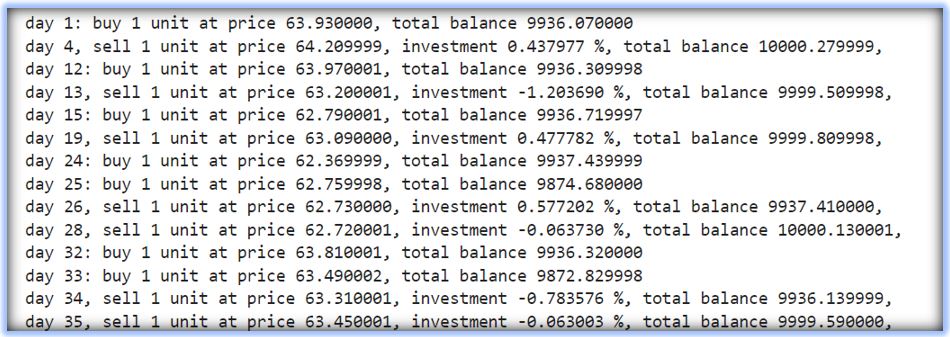 day 1: buy 1 unit at price 63.930000, total balance 9936.070000
day 4, sell 1 unit at price 64.209999, investment 0.437977 %, total balance 10000.279999,
day 12: buy 1 unit at price 63.970001, total balance 9936.309998
day 13, sell 1 unit at price 63.200001, investment -1.203690 %, total balance 9999.509998,
day 15: buy 1 unit at price 62.790001, total balance 9936.719997
day 19, sell 1 unit at price 63.090000, investment 0.477782 %, total balance 9999.809998,
day 24: buy 1 unit at price 62.369999, total balance 9937.439999
day 25: buy 1 unit at price 62.759998, total balance 9874.680000
day 26, sell 1 unit at price 62.730000, investment 0.577202 %, total balance 9937.410000,
day 28, sell 1 unit at price 62.720001, investment -0.063730 %, total balance 10000.130001,
day 32: buy 1 unit at price 63.810001, total balance 9936.320000
day 33: buy 1 unit at price 63.490002, total balance 9872.829998
day 34, sell 1 unit at price 63.310001, investment -0.783576 %, total balance 9936.139999,
day 35, sell 1 unit at price 63.450001, investment -0.063003 %, total balance 9999.590000,